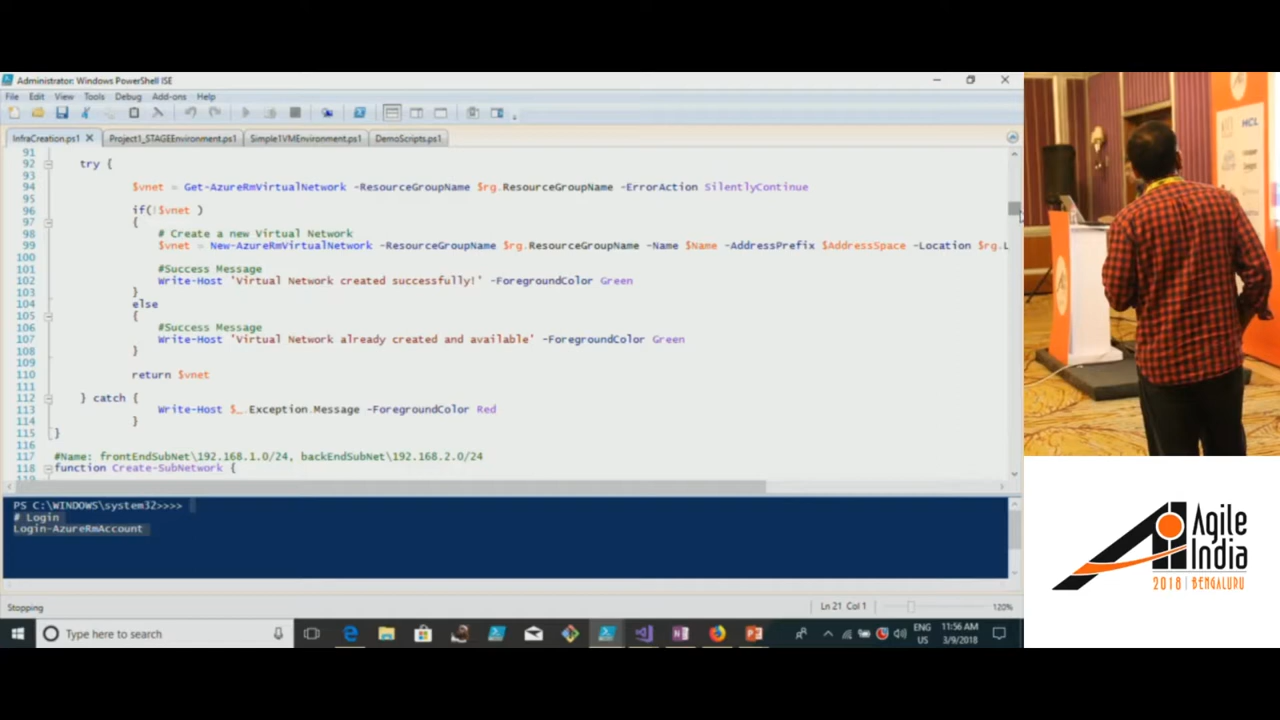 Administrator: Windows PowerShell ISE
File Edit View Tools Debug Add-ons Help
InfraCreation.ps1 Project1_STAGEEnvironment.ps1 Simple1VMEnvironment.ps1 DemoScripts.ps1
91
92 try {
93
94 $vnet = Get-AzureRmVirtualNetwork -ResourceGroupName $rg.ResourceGroupName -ErrorAction SilentlyContinue
95
96 if(!$vnet )
97 {
98 # Create a new Virtual Network
99 $vnet = New-AzureRmVirtualNetwork -ResourceGroupName $rg.ResourceGroupName -Name $Name -AddressPrefix $AddressSpace -Location $rg.L
100
101 #Success Message
102 Write-Host 'Virtual Network created successfully!' -ForegroundColor Green
103 }
104 else
105 {
106 #Success Message
107 Write-Host 'Virtual Network already created and available' -ForegroundColor Green
108 }
109
110 return $vnet
111
112 } catch {
113 Write-Host $_.Exception.Message -ForegroundColor Red
114 }
115 }
116
117 #Name: frontEndSubNet\192.168.1.0/24, backEndSubNet\192.168.2.0/24
118 function Create-SubNetwork {
PS C:\WINDOWS\system32>>>>
# Login
Login-AzureRmAccount
Stopping
Ln 21 Col 1
120%
Type here to search
ENG
US
11:56 AM
3/9/2018
HCL
Agile
India
2018 | BENGALURU